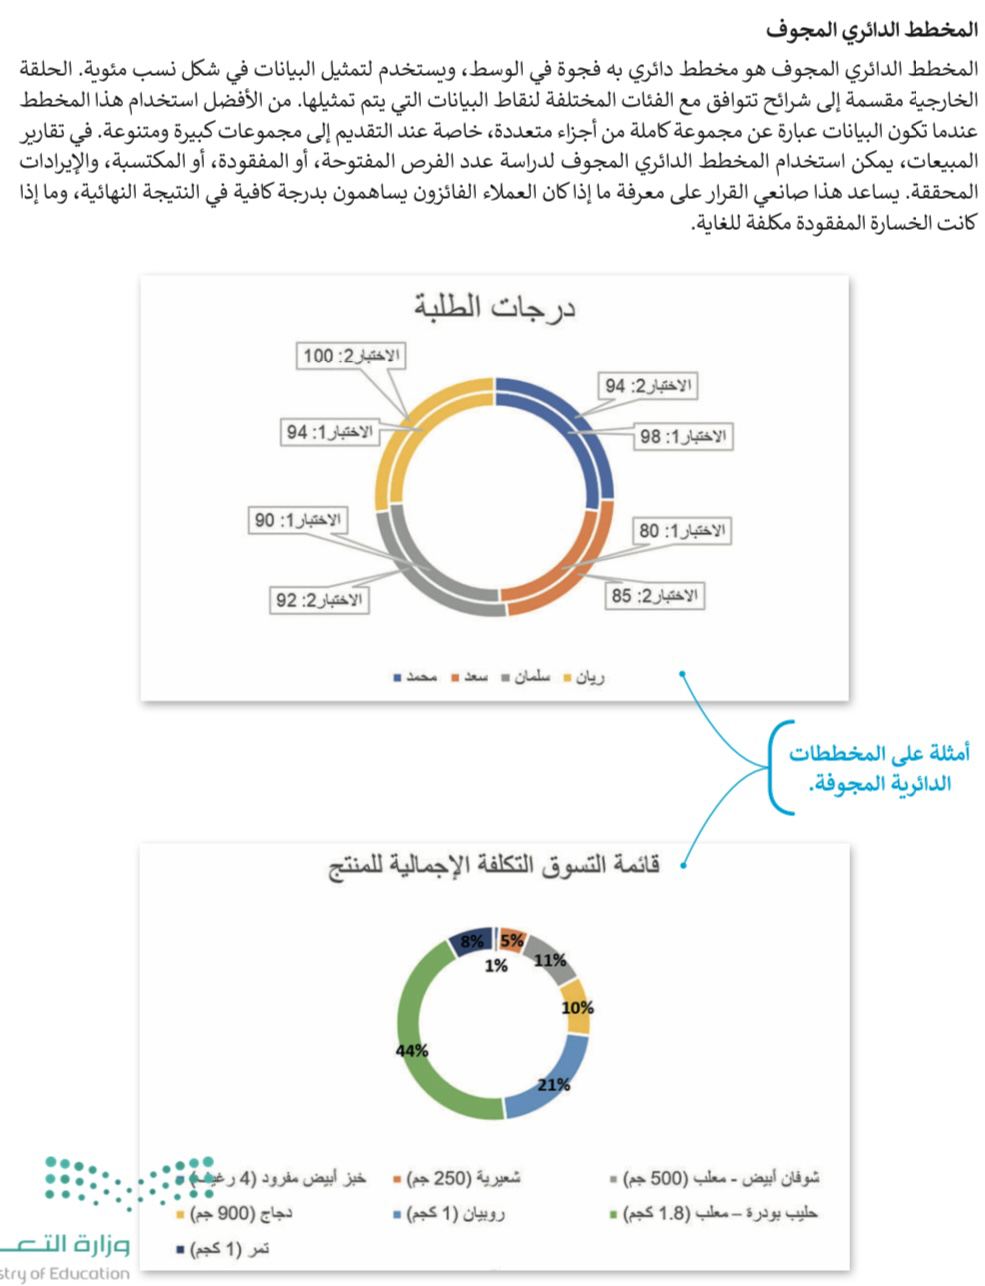 المخطط الدائري المجوف
المخطط الدائري المجوف هو مخطط دائري به فجوة في الوسط، ويستخدم لتمثيل البيانات في شكل نسب مئوية. الحلقة
الخارجية مقسمة إلى شرائح تتوافق مع الفئات المختلفة لنقاط البيانات التي يتم تمثيلها. من الأفضل استخدام هذا المخطط
عندما تكون البيانات عبارة عن مجموعة كاملة من أجزاء متعددة، خاصة عند التقديم إلى مجموعات كبيرة ومتنوعة. في تقارير
المبيعات، يمكن استخدام المخطط الدائري المجوف لدراسة عدد الفرص المفتوحة، أو المفقودة، أو المكتسبة، والإيرادات
المحققة. يساعد هذا صانعي القرار على معرفة ما إذا كان العملاء الفائزون يساهمون بدرجة كافية في النتيجة النهائية، وما إذا
كانت الخسارة المفقودة مكلفة للغاية.
درجات الطلبة
الاختبار2: 100
الاختبار2: 94
الاختبار1: 94
الاختبار1: 98
الاختبار1: 90
الاختبار1: 80
الاختبار2: 92
الاختبار2: 85
ريان سلمان سعد محمد
أمثلة على المخططات
الدائرية المجوفة.
قائمة التسوق التكلفة الإجمالية للمنتج
8%
5%
1%
11%
10%
44%
21%
شوفان أبيض - معلب (500 جم) شعيرية (250 جم) خبز أبيض مفرود (4 رغيف)
حليب بودرة – معلب (1.8 كجم) روبيان (1 كجم) دجاج (900 جم)
تمر (1 كجم)
وزارة التعـ
stry of Education